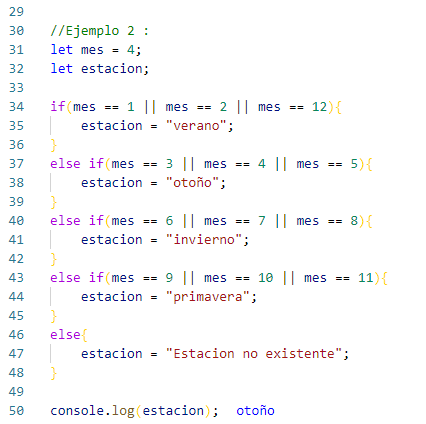 29
30 //Ejemplo 2 :
31 let mes = 4;
32 let estacion;
33
34 if(mes == 1 || mes == 2 || mes == 12){
35     estacion = "verano";
36 }
37 else if(mes == 3 || mes == 4 || mes == 5){
38     estacion = "otoño";
39 }
40 else if(mes == 6 || mes == 7 || mes == 8){
41     estacion = "invierno";
42 }
43 else if(mes == 9 || mes == 10 || mes == 11){
44     estacion = "primavera";
45 }
46 else{
47     estacion = "Estacion no existente";
48 }
49
50 console.log(estacion);  otoño